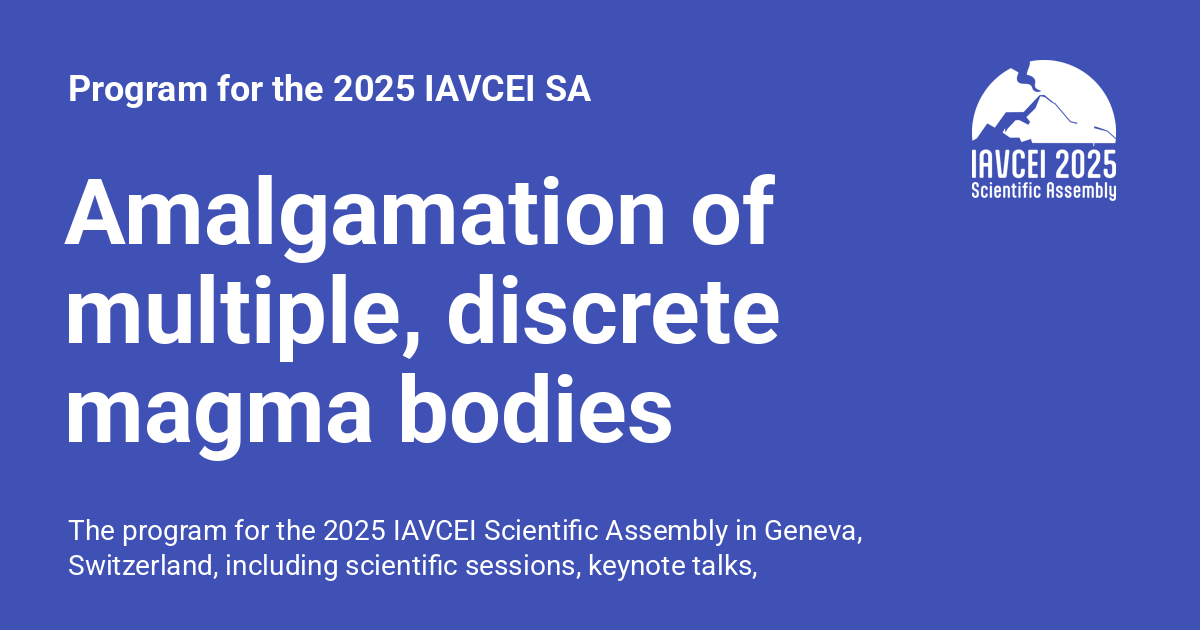 Program for the 2025 IAVCEI SA
IAVCEI 2025
Scientific Assembly
Amalgamation of
multiple, discrete
magma bodies
The program for the 2025 IAVCEI Scientific Assembly in Geneva,
Switzerland, including scientific sessions, keynote talks,